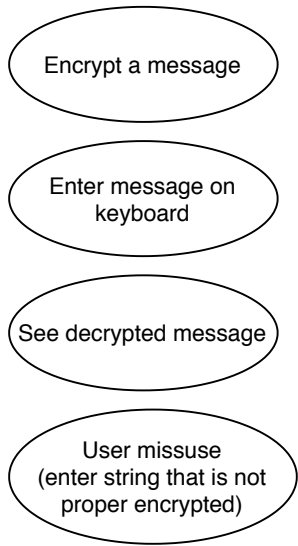 Encrypt a message
Enter message on
keyboard
See decrypted message
User missuse
(enter string that is not
proper encrypted)